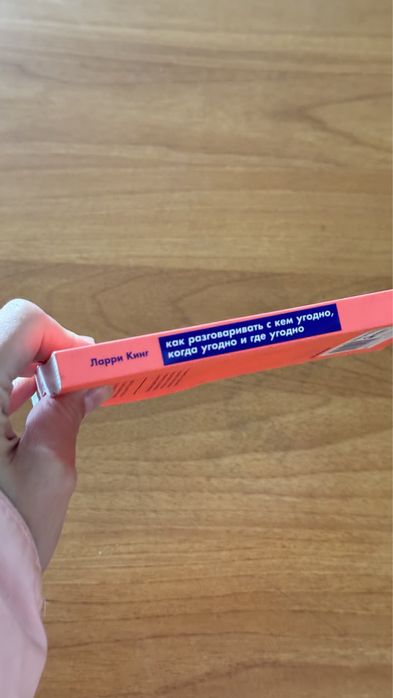 Ларри Кинг
как разговаривать с кем угодно,
когда угодно и где угодно